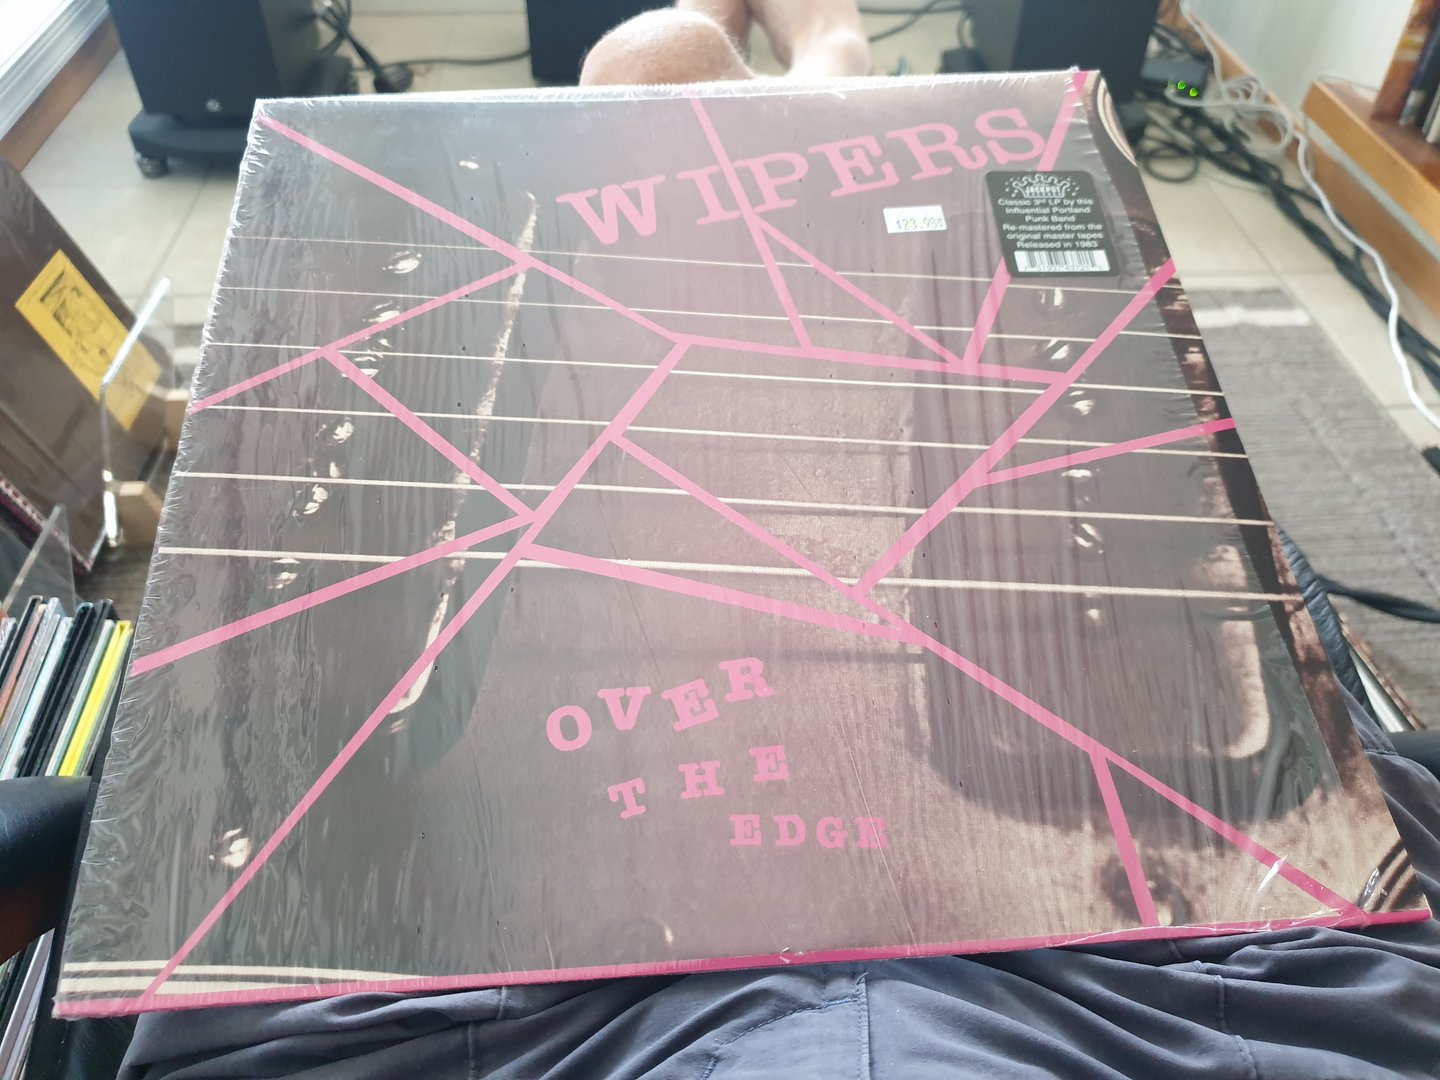 WIPERS
$23.98
JACKPOT
Classic 3rd LP by this
Influential Portland
Punk Band
Re-mastered from the
original master tapes
Released in 1983
OVER
THE
EDGE